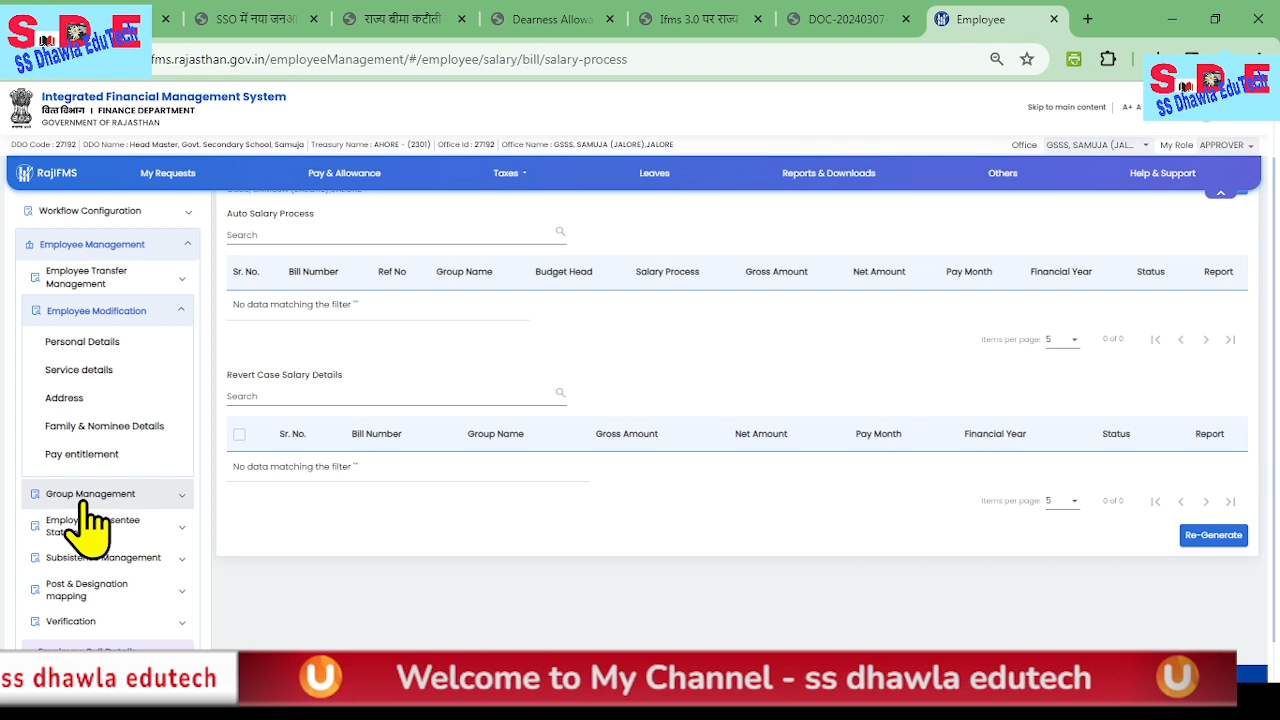 SSO में नया जनआ
राज्य बीमा कटौती
Dearness Allowa
Ifms 3.0 पर राज्य
DOC-20240307-
Employee
S D E
SS Dhawla EduTech
fms.rajasthan.gov.in/employeeManagement/#/employee/salary/bill/salary-process
S D E
SS Dhawla EduTech
Integrated Financial Management System
वित्त विभाग | FINANCE DEPARTMENT
GOVERNMENT OF RAJASTHAN
Skip to main content
A+ A
DDO Code : 27192 | DDO Name : Head Master, Govt. Secondary School, Samuja | Treasury Name : AHORE - (2301) | Office Id : 27192 | Office Name : GSSS, SAMUJA (JALORE),JALORE
Office GSSS, SAMUJA (JAL... My Role APPROVER
RajIFMS My Requests Pay & Allowance Taxes Leaves Reports & Downloads Others Help & Support
Workflow Configuration
Employee Management
Employee Transfer
Management
Employee Modification
Personal Details
Service details
Address
Family & Nominee Details
Pay entitlement
Group Management
Subsistence Management
Post & Designation
mapping
Verification
Auto Salary Process
Search
Sr. No. Bill Number Ref No Group Name Budget Head Salary Process Gross Amount Net Amount Pay Month Financial Year Status Report
No data matching the filter ""
Items per page: 5 0 of 0
Revert Case Salary Details
Search
Sr. No. Bill Number Group Name Gross Amount Net Amount Pay Month Financial Year Status Report
No data matching the filter ""
Items per page: 5 0 of 0
Re-Generate
ss dhawla edutech
Welcome to My Channel - ss dhawla edutech